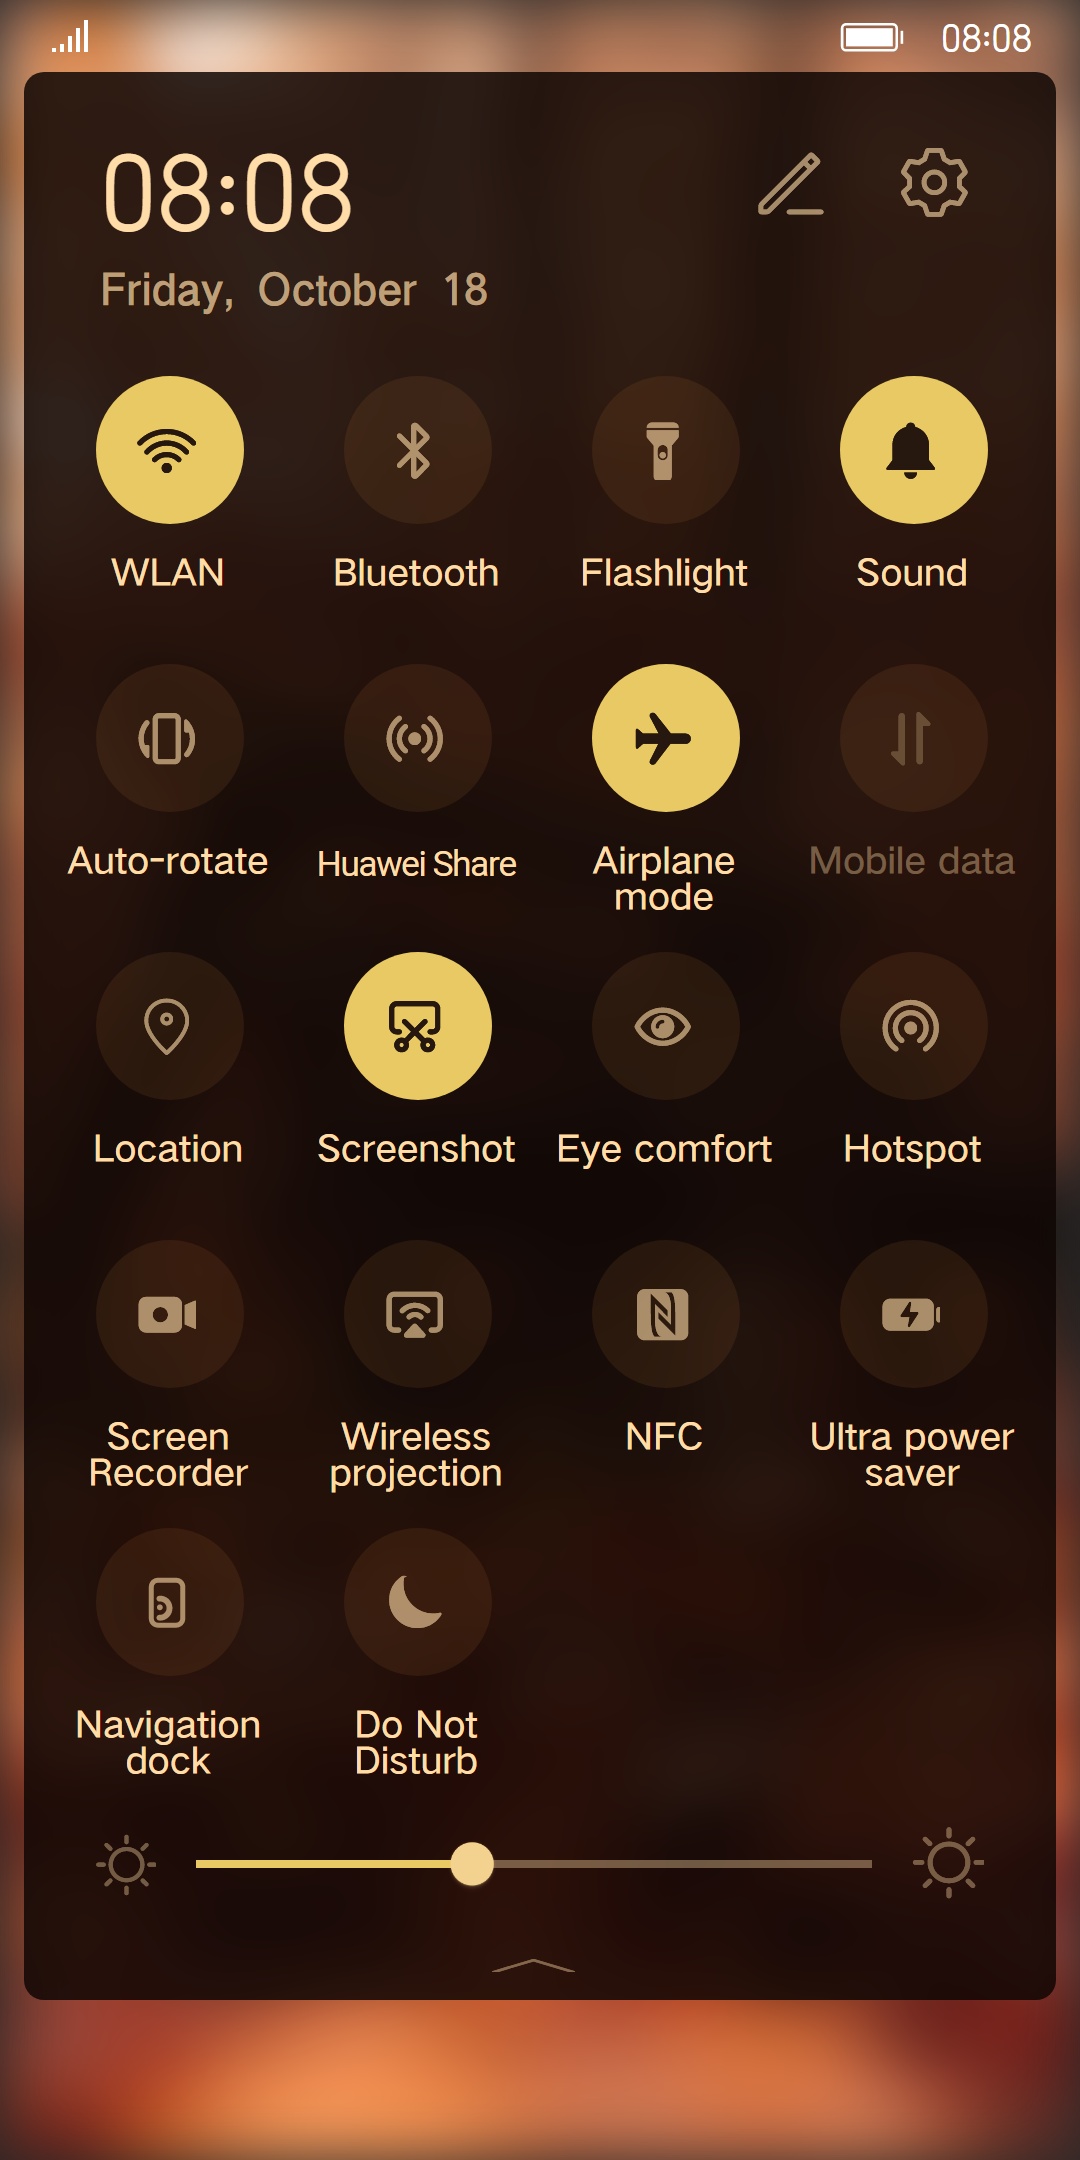 08:08
08:08
Friday, October 18
WLAN
Bluetooth
Flashlight
Sound
Auto-rotate
Huawei Share
Airplane
mode
Mobile data
Location
Screenshot
Eye comfort
Hotspot
Screen
Recorder
Wireless
projection
NFC
Ultra power
saver
Navigation
dock
Do Not
Disturb